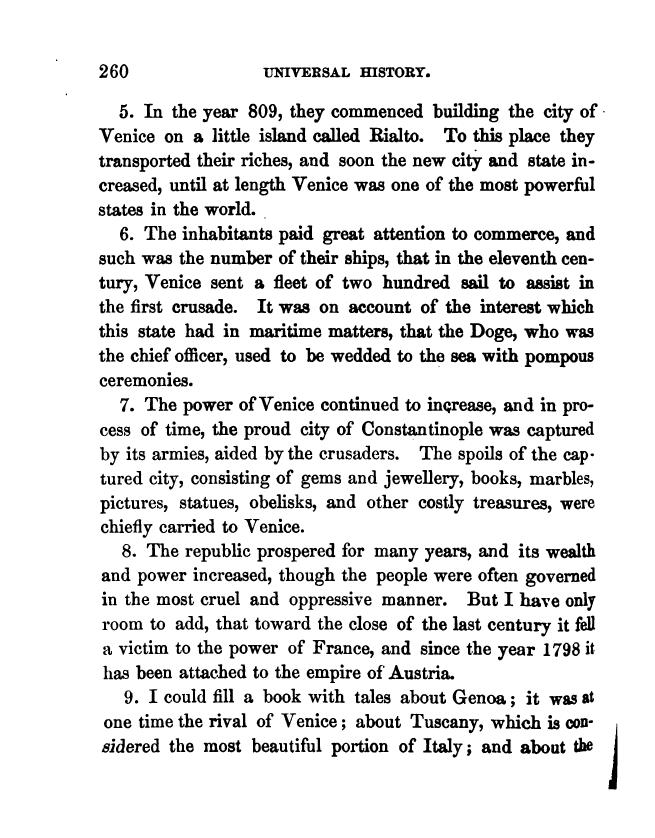 260 UNIVERSAL HISTORY.
5. In the year 809, they commenced building the city of
Venice on a little island called Rialto. To this place they
transported their riches, and soon the new city and state in-
creased, until at length Venice was one of the most powerful
states in the world.
6. The inhabitants paid great attention to commerce, and
such was the number of their ships, that in the eleventh cen-
tury, Venice sent a fleet of two hundred sail to assist in
the first crusade. It was on account of the interest which
this state had in maritime matters, that the Doge, who was
the chief officer, used to be wedded to the sea with pompous
ceremonies.
7. The power of Venice continued to increase, and in pro-
cess of time, the proud city of Constantinople was captured
by its armies, aided by the crusaders. The spoils of the cap-
tured city, consisting of gems and jewellery, books, marbles,
pictures, statues, obelisks, and other costly treasures, were
chiefly carried to Venice.
8. The republic prospered for many years, and its wealth
and power increased, though the people were often governed
in the most cruel and oppressive manner. But I have only
room to add, that toward the close of the last century it fell
a victim to the power of France, and since the year 1798 it
has been attached to the empire of Austria.
9. I could fill a book with tales about Genoa; it was at
one time the rival of Venice; about Tuscany, which is con-
sidered the most beautiful portion of Italy; and about the